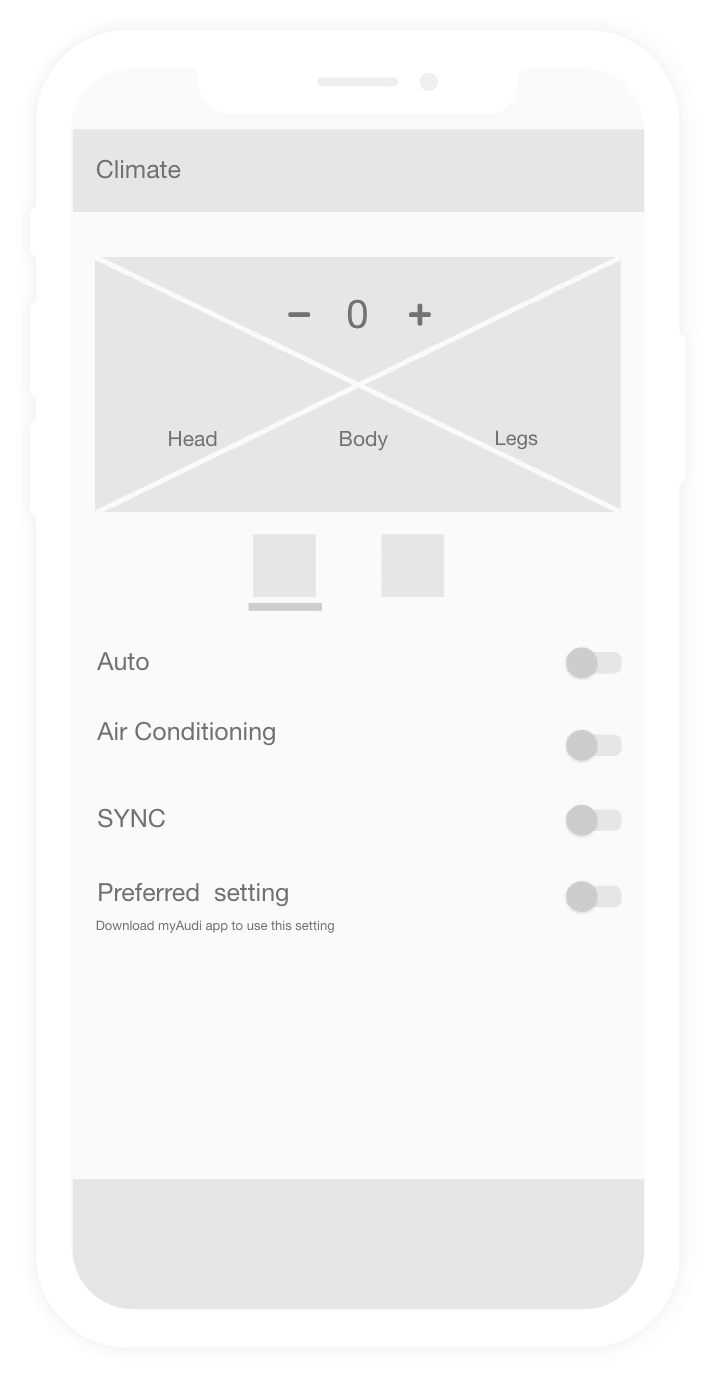 Climate
− 0 +
Head Body Legs
Auto
Air Conditioning
SYNC
Preferred setting
Download myAudi app to use this setting